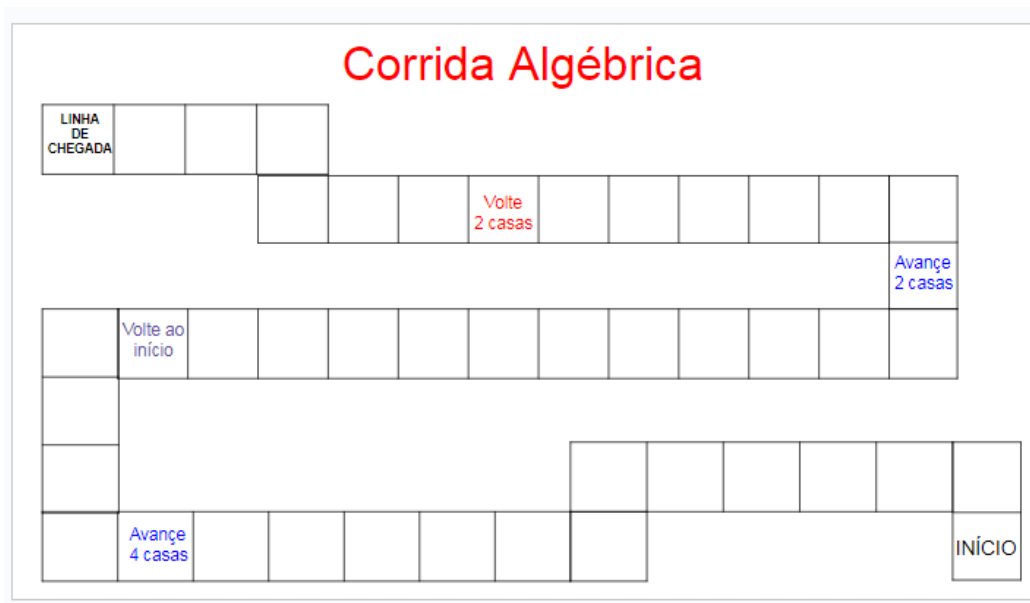 Corrida Algébrica
LINHA
DE
CHEGADA
Volte
2 casas
Avançe
2 casas
Volte ao
início
Avançe
4 casas
INÍCIO